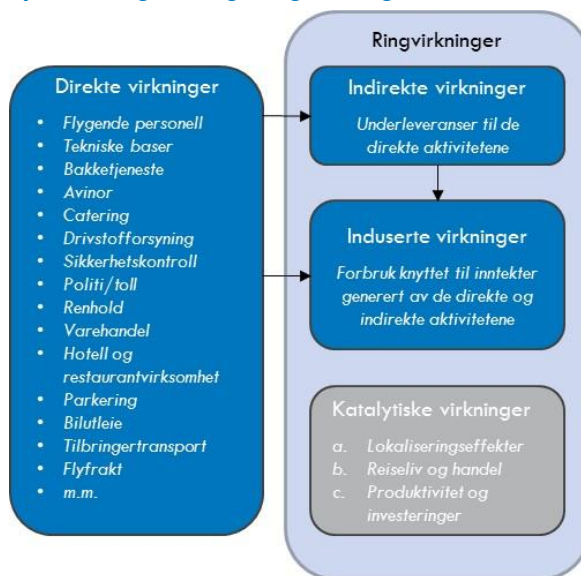 Direkte virkninger
• Flygende personell
• Tekniske baser
• Bakketjeneste
• Avinor
• Catering
• Drivstofforsyning
• Sikkerhetskontroll
• Politi/toll
• Renhold
• Varehandel
• Hotell og
restaurantvirksomhet
• Parkering
• Bilutleie
• Tilbringertransport
• Flyfrakt
• m.m.
Ringvirkninger
Indirekte virkninger
Underleveranser til de
direkte aktivitetene
Induserte virkninger
Forbruk knyttet til inntekter
generert av de direkte og
indirekte aktivitetene
Katalytiske virkninger
a. Lokaliseringseffekter
b. Reiseliv og handel
c. Produktivitet og
investeringer